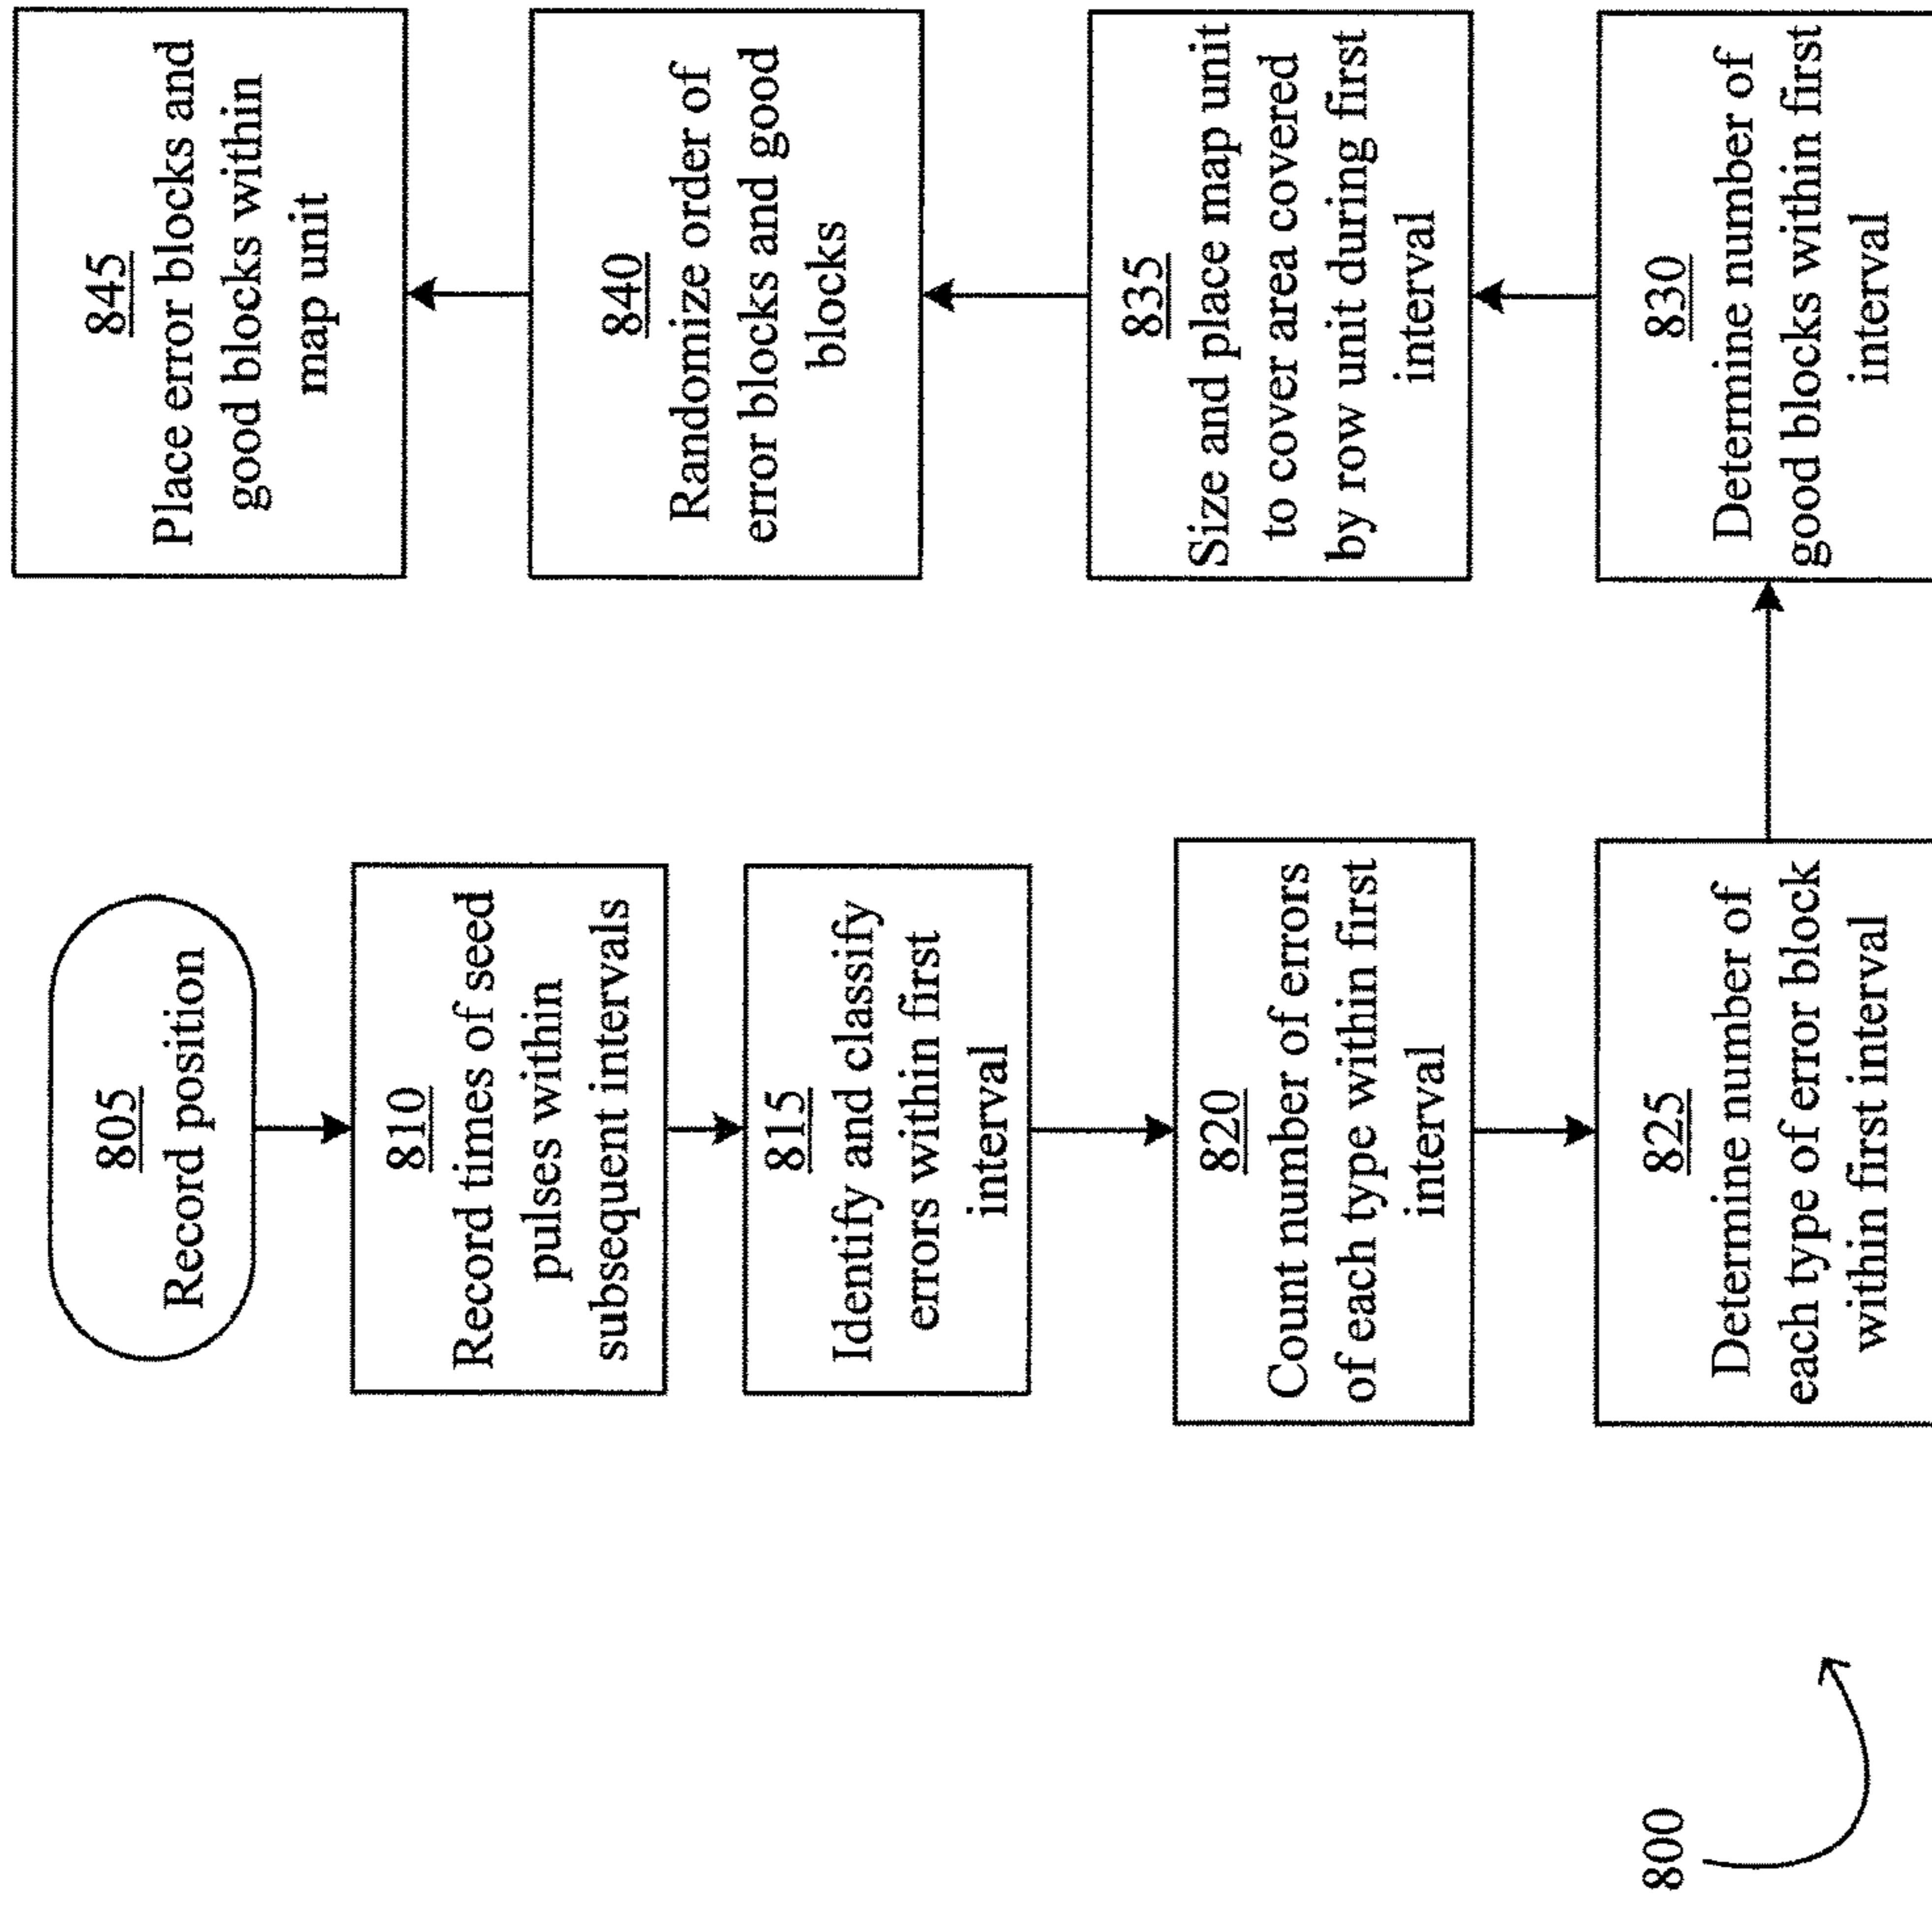 805
Record position
810
Record times of seed
pulses within
subsequent intervals
815
Identify and classify
errors within first
interval
820
Count number of errors
of each type within first
interval
825
Determine number of
each type of error block
within first interval
830
Determine number of
good blocks within first
interval
835
Size and place map unit
to cover area covered
by row unit during first
interval
840
Randomize order of
error blocks and good
blocks
845
Place error blocks and
good blocks within
map unit
800